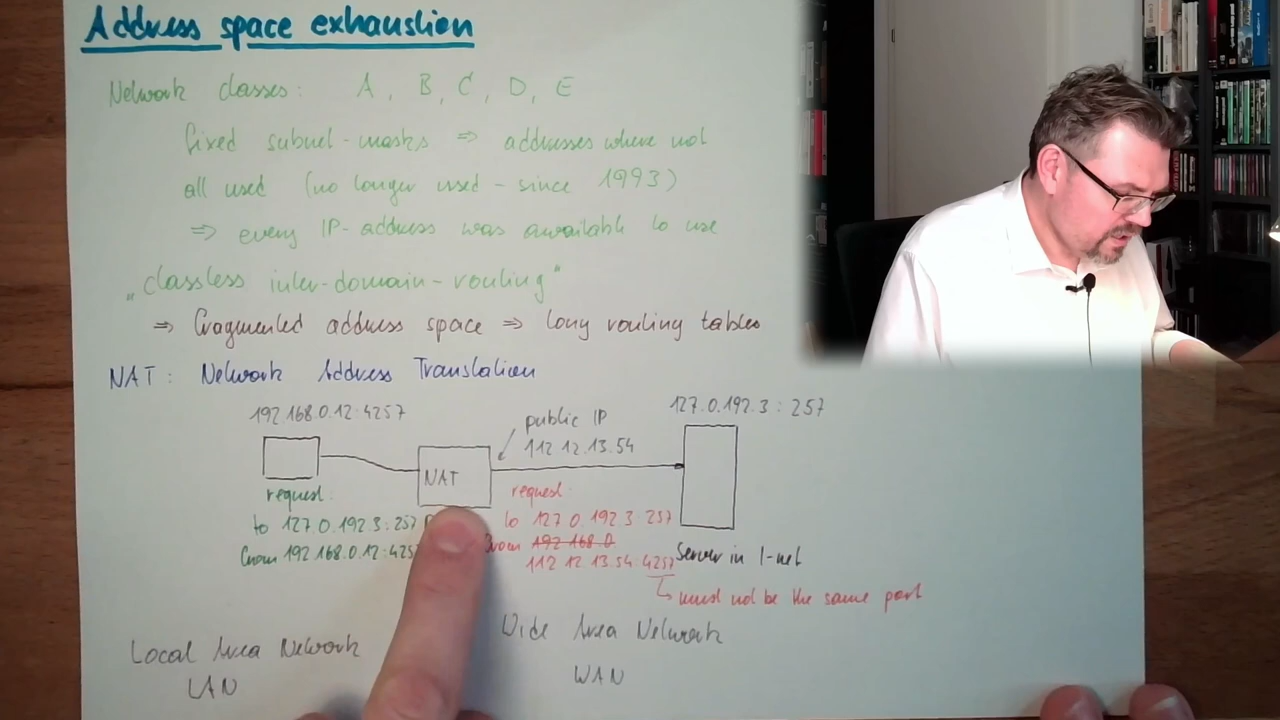 Address space exhaustion
Network classes: A, B, C, D, E
fixed subnet-masks ⇒ addresses where not
all used (no longer used - since 1993)
⇒ every IP-address was available to use
„classless inter-domain-routing"
⇒ fragmented address space ⇒ long routing tables
NAT: Network Address Translation
192.168.0.12:4257
public IP
112.12.13.54
127.0.192.3:257
NAT
request:
to 127.0.192.3:257
from 192.168.0.12:4257
request:
to 127.0.192.3 257
from 192.168.0
112.12.13.54:4257
Server in I-net
must not be the same port
Local Area Network
LAN
Wide Area Network
WAN